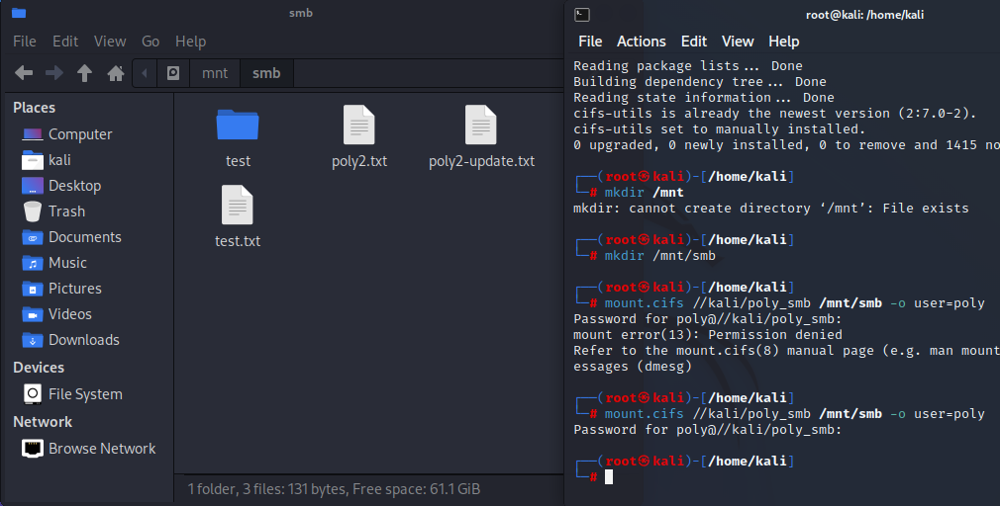 smb
File Edit View Go Help
mnt smb
Places
Computer
kali
Desktop
Trash
Documents
Music
Pictures
Videos
Downloads
Devices
File System
Network
Browse Network
test
poly2.txt
poly2-update.txt
test.txt
1 folder, 3 files: 131 bytes, Free space: 61.1 GiB
root@kali: /home/kali
File Actions Edit View Help
Reading package lists... Done
Building dependency tree... Done
Reading state information... Done
cifs-utils is already the newest version (2:7.0-2).
cifs-utils set to manually installed.
0 upgraded, 0 newly installed, 0 to remove and 1415 no
┌──(root㉿kali)-[/home/kali]
└─# mkdir /mnt
mkdir: cannot create directory ‘/mnt’: File exists
┌──(root㉿kali)-[/home/kali]
└─# mkdir /mnt/smb
┌──(root㉿kali)-[/home/kali]
└─# mount.cifs //kali/poly_smb /mnt/smb -o user=poly
Password for poly@//kali/poly_smb:
mount error(13): Permission denied
Refer to the mount.cifs(8) manual page (e.g. man mount
essages (dmesg)
┌──(root㉿kali)-[/home/kali]
└─# mount.cifs //kali/poly_smb /mnt/smb -o user=poly
Password for poly@//kali/poly_smb:
┌──(root㉿kali)-[/home/kali]
└─#